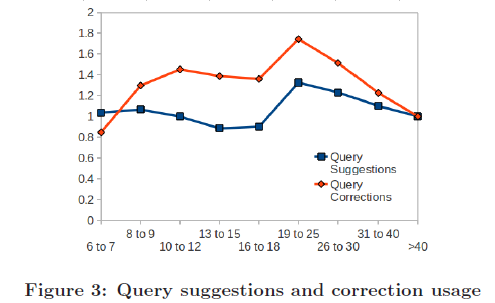 2
1.8
1.6
1.4
1.2
1
0.8
0.6
0.4
0.2
0
Query
Suggestions
Query
Corrections
8 to 9 13 to 15 19 to 25 31 to 40
6 to 7 10 to 12 16 to 18 26 to 30 >40
Figure 3: Query suggestions and correction usage